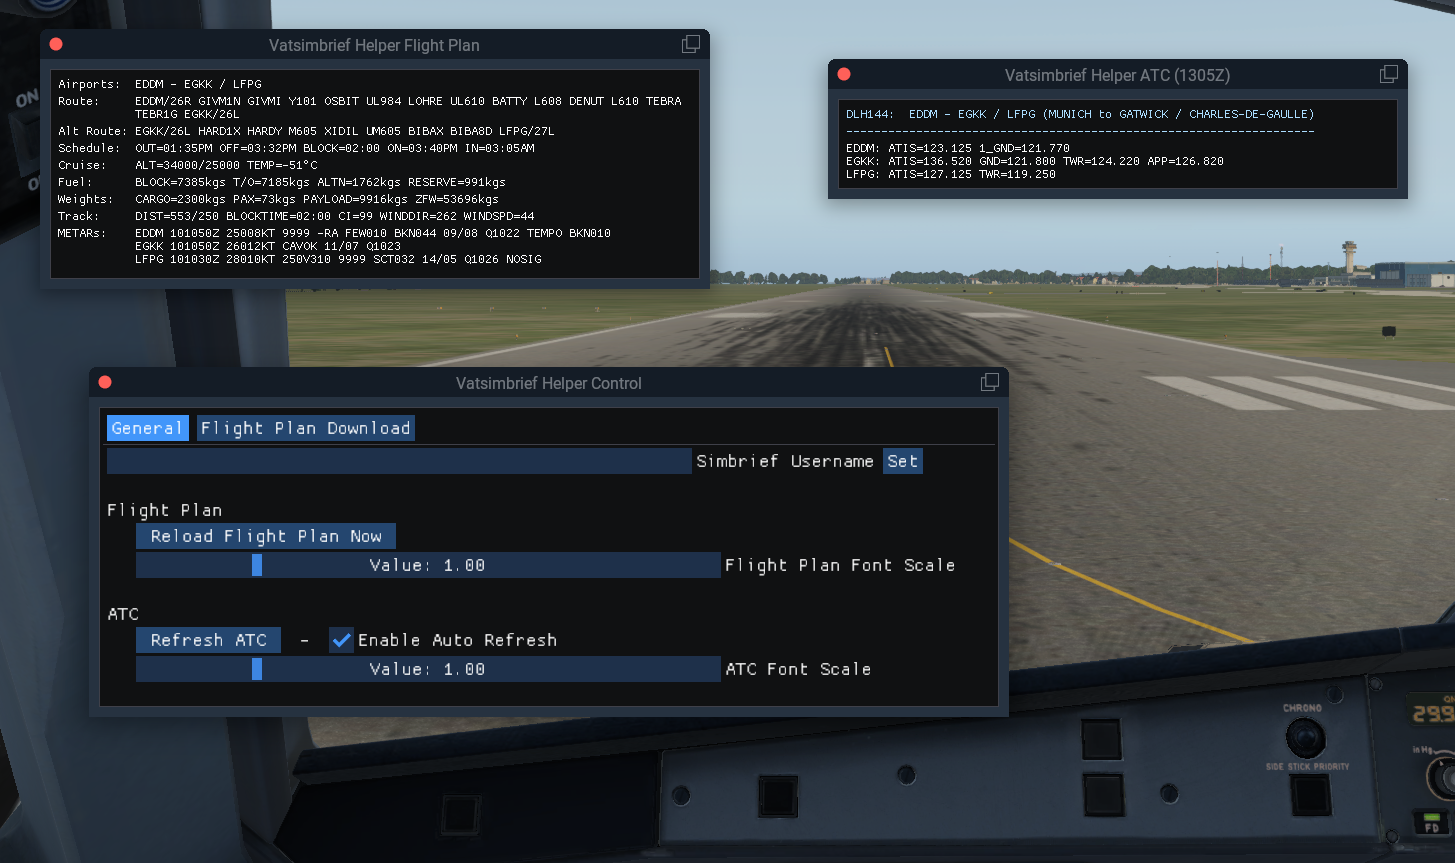 Vatsimbrief Helper Flight Plan
Airports: EDDM - EGKK / LFPG
Route: EDDM/26R GIVM1N GIVMI Y101 OSBIT UL984 LOHRE UL610 BATTY L608 DENUT L610 TEBRA
TEBR1G EGKK/26L
Alt Route: EGKK/26L HARD1X HARDY M605 XIDIL UM605 BIBAX BIBA8D LFPG/27L
Schedule: OUT=01:35PM OFF=03:32PM BLOCK=02:00 ON=03:40PM IN=03:05AM
Cruise: ALT=34000/25000 TEMP=-51°C
Fuel: BLOCK=7385kgs T/O=7185kgs ALTN=1762kgs RESERVE=991kgs
Weights: CARGO=2300kgs PAX=73kgs PAYLOAD=9916kgs ZFW=53696kgs
Track: DIST=553/250 BLOCKTIME=02:00 CI=99 WINDDIR=262 WINDSPD=44
METARs: EDDM 101050Z 25008KT 9999 -RA FEW010 BKN044 09/08 Q1022 TEMPO BKN010
EGKK 101050Z 26012KT CAVOK 11/07 Q1023
LFPG 101030Z 28010KT 250V310 9999 SCT032 14/05 Q1026 NOSIG
Vatsimbrief Helper ATC (1305Z)
DLH144: EDDM - EGKK / LFPG (MUNICH to GATWICK / CHARLES-DE-GAULLE)
------------------------------------------------------------------
EDDM: ATIS=123.125 1_GND=121.770
EGKK: ATIS=136.520 GND=121.800 TWR=124.220 APP=126.820
LFPG: ATIS=127.125 TWR=119.250
Vatsimbrief Helper Control
General Flight Plan Download
Simbrief Username Set
Flight Plan
Reload Flight Plan Now
Value: 1.00 Flight Plan Font Scale
ATC
Refresh ATC - Enable Auto Refresh
Value: 1.00 ATC Font Scale
ON
CHRONO
SIDE STICK PRIORITY
in Hg
FD